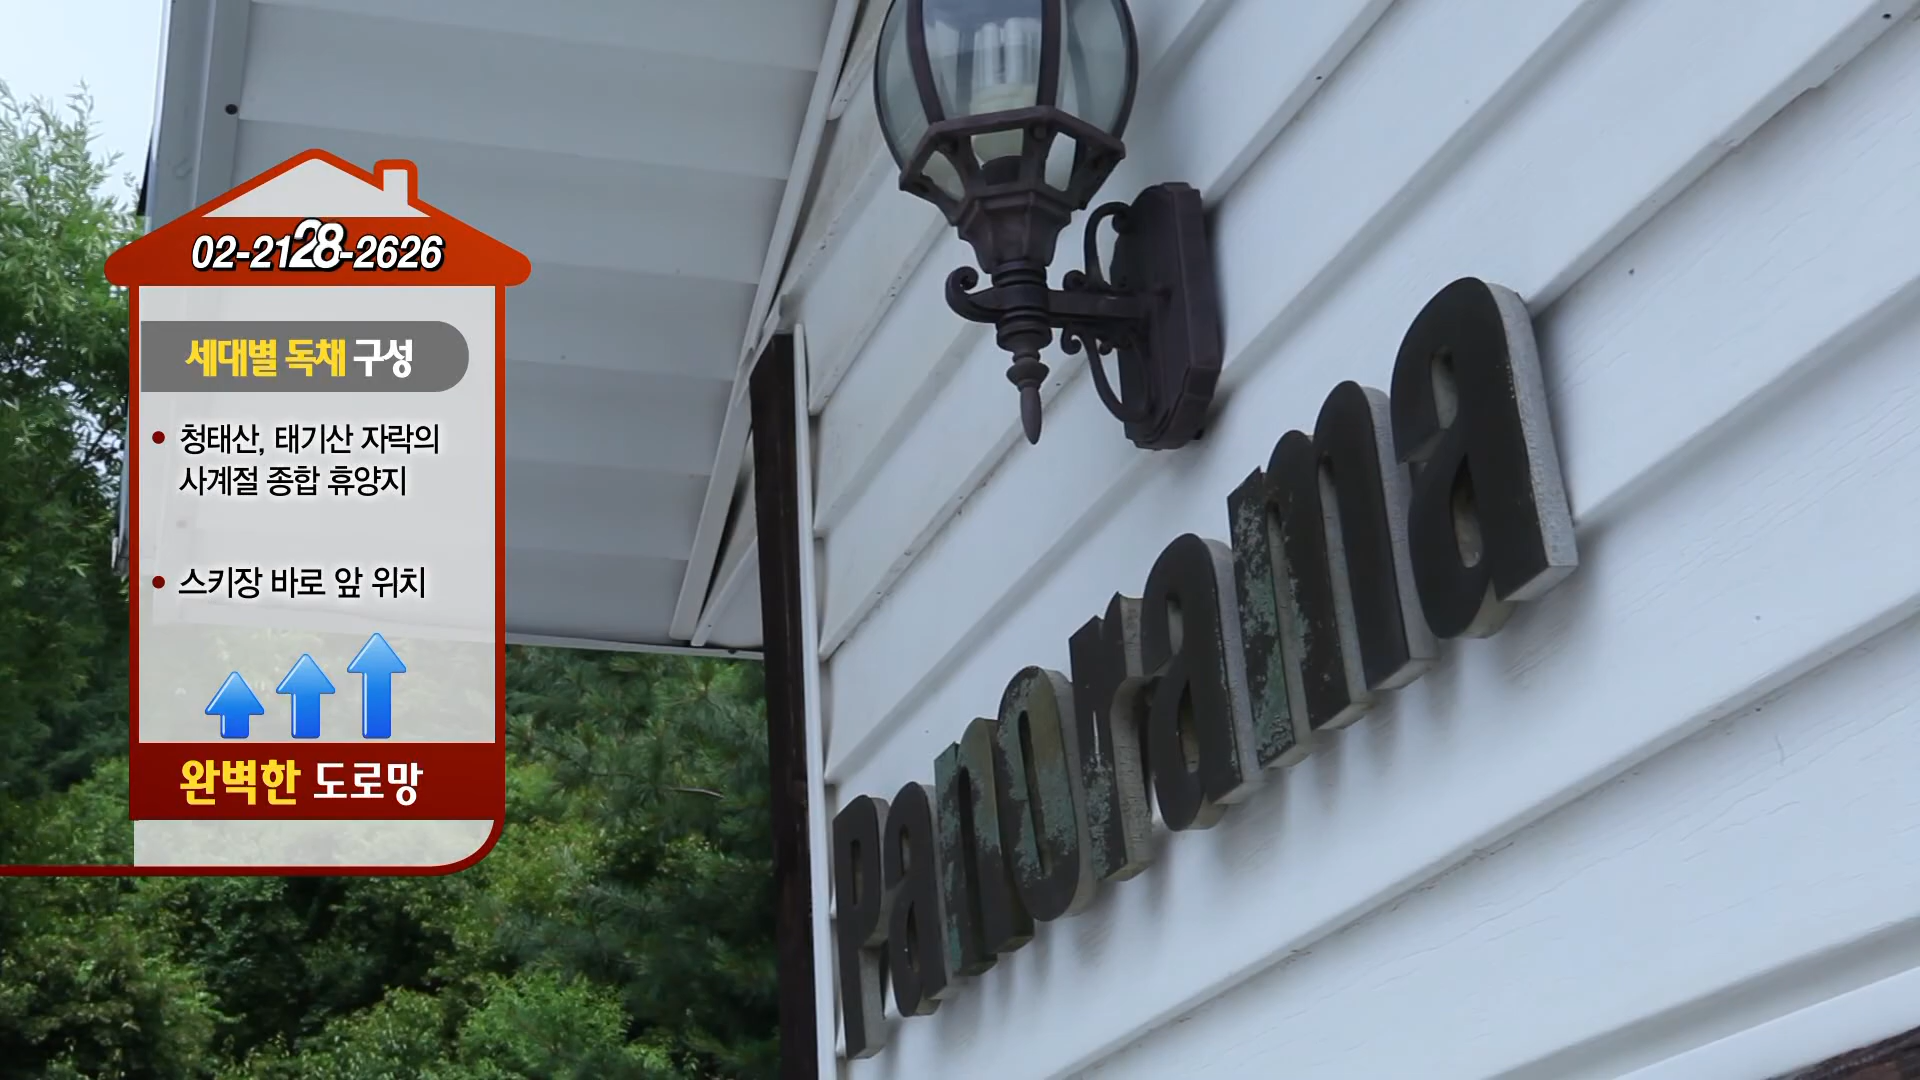 02-2128-2626
세대별 독채 구성
청태산, 태기산 자락의
사계절 종합 휴양지
스키장 바로 앞 위치
완벽한 도로망
Panorama